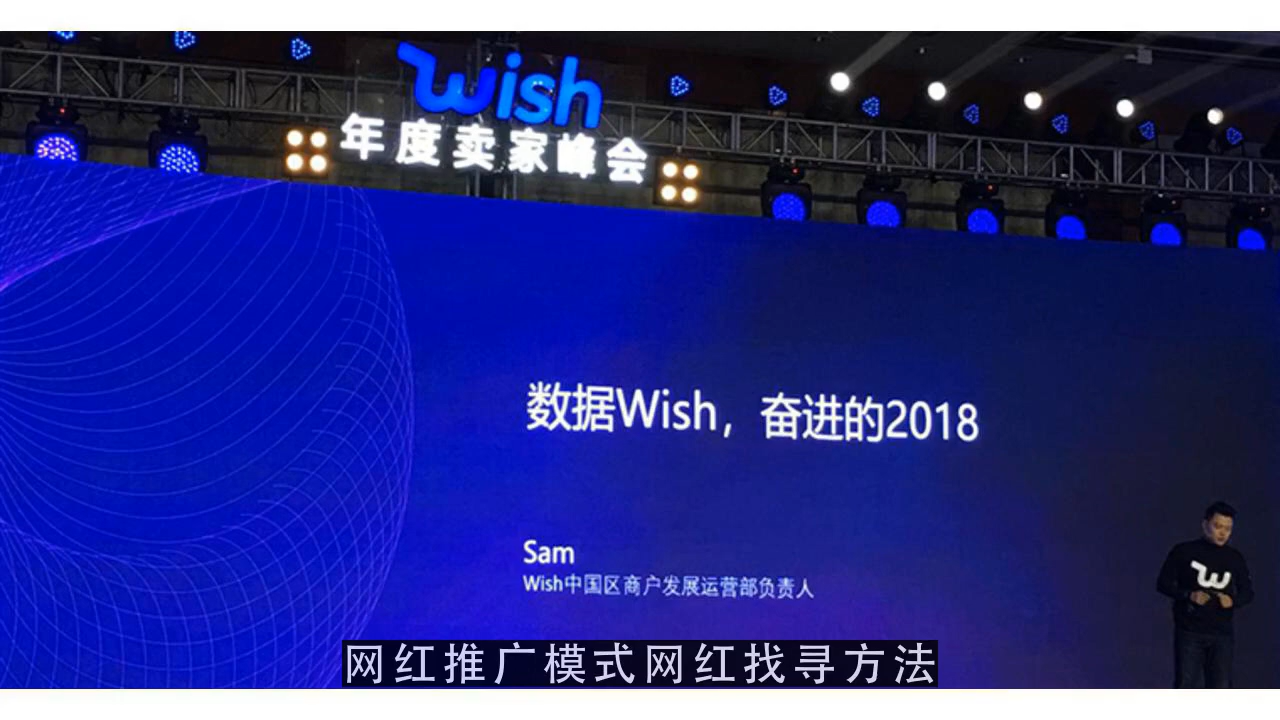 wish
年度卖家峰会
数据Wish，奋进的2018
Sam
Wish中国区商户发展运营部负责人
w
网红推广模式网红找寻方法